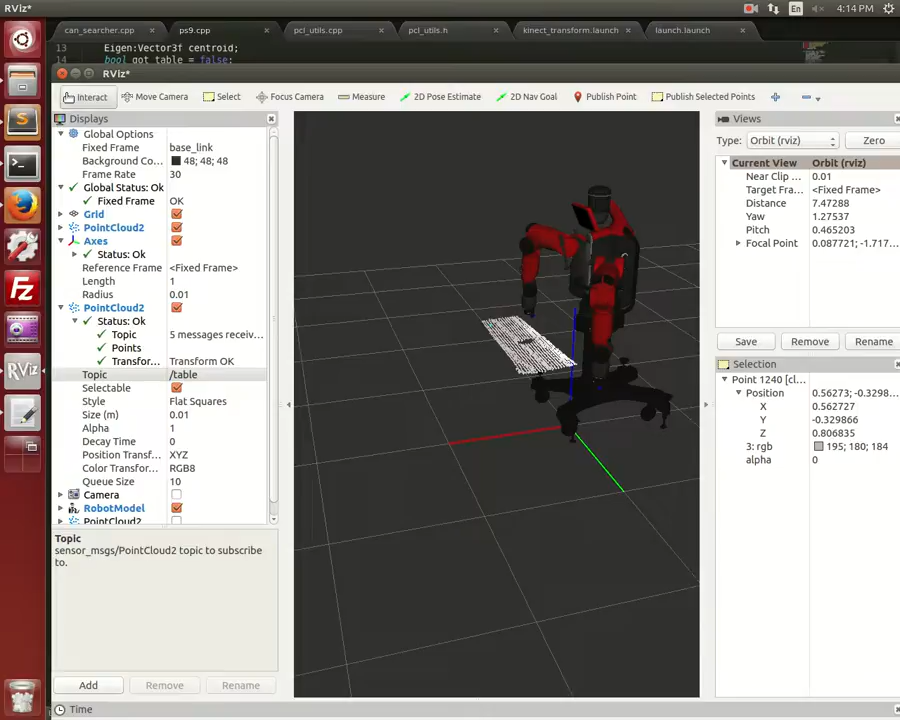 RViz*
En
4:14 PM
can_searcher.cpp
ps9.cpp
pcl_utils.cpp
pcl_utils.h
kinect_transform.launch
launch.launch
13 Eigen:Vector3f centroid;
14 bool got_table = false;
RViz*
Interact
Move Camera
Select
Focus Camera
Measure
2D Pose Estimate
2D Nav Goal
Publish Point
Publish Selected Points
Displays
Global Options
Fixed Frame base_link
Background Co... 48; 48; 48
Frame Rate 30
Global Status: Ok
Fixed Frame OK
Grid
PointCloud2
Axes
Status: Ok
Reference Frame <Fixed Frame>
Length 1
Radius 0.01
PointCloud2
Status: Ok
Topic 5 messages receiv...
Points
Transfor... Transform OK
Topic /table
Selectable
Style Flat Squares
Size (m) 0.01
Alpha 1
Decay Time 0
Position Transf... XYZ
Color Transfor... RGB8
Queue Size 10
Camera
RobotModel
PointCloud2
Topic
sensor_msgs/PointCloud2 topic to subscribe
to.
Add
Remove
Rename
Time
Views
Type: Orbit (rviz) Zero
Current View Orbit (rviz)
Near Clip ... 0.01
Target Fra... <Fixed Frame>
Distance 7.47288
Yaw 1.27537
Pitch 0.465203
Focal Point 0.087721; -1.717...
Save
Remove
Rename
Selection
Point 1240 [cl...
Position 0.56273; -0.3298...
X 0.562727
Y -0.329866
Z 0.806835
3: rgb 195; 180; 184
alpha 0